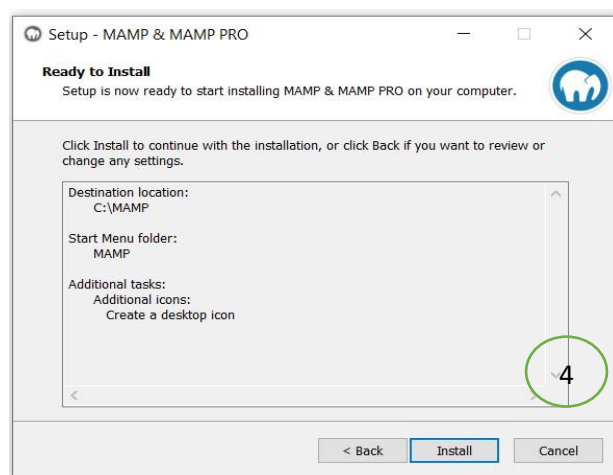 Setup - MAMP & MAMP PRO
Ready to Install
Setup is now ready to start installing MAMP & MAMP PRO on your computer.
Click Install to continue with the installation, or click Back if you want to review or
change any settings.
Destination location:
C:\MAMP
Start Menu folder:
MAMP
Additional tasks:
Additional icons:
Create a desktop icon
4
< Back Install Cancel